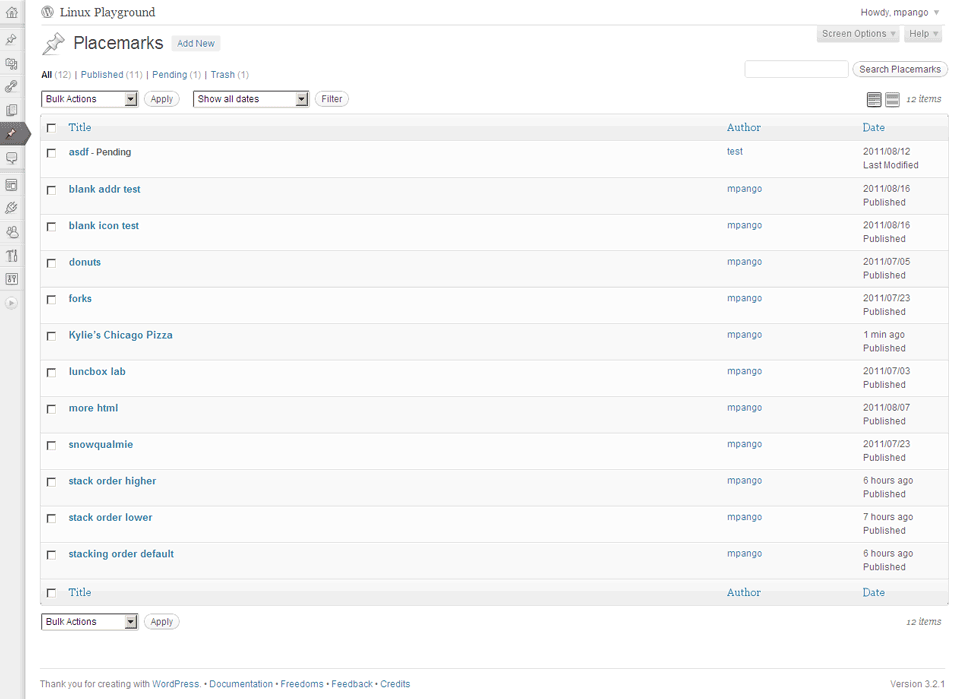 Linux Playground
Howdy, mpango
Screen Options
Help
Placemarks
Add New
All (12) | Published (11) | Pending (1) | Trash (1)
Search Placemarks
Bulk Actions
Apply
Show all dates
Filter
12 items
Title Author Date
asdf - Pending test 2011/08/12
Last Modified
blank addr test mpango 2011/08/16
Published
blank icon test mpango 2011/08/16
Published
donuts mpango 2011/07/05
Published
forks mpango 2011/07/23
Published
Kylie's Chicago Pizza mpango 1 min ago
Published
luncbox lab mpango 2011/07/03
Published
more html mpango 2011/08/07
Published
snowqualmie mpango 2011/07/23
Published
stack order higher mpango 6 hours ago
Published
stack order lower mpango 7 hours ago
Published
stacking order default mpango 6 hours ago
Published
Title Author Date
Bulk Actions
Apply
12 items
Thank you for creating with WordPress. • Documentation • Freedoms • Feedback • Credits
Version 3.2.1